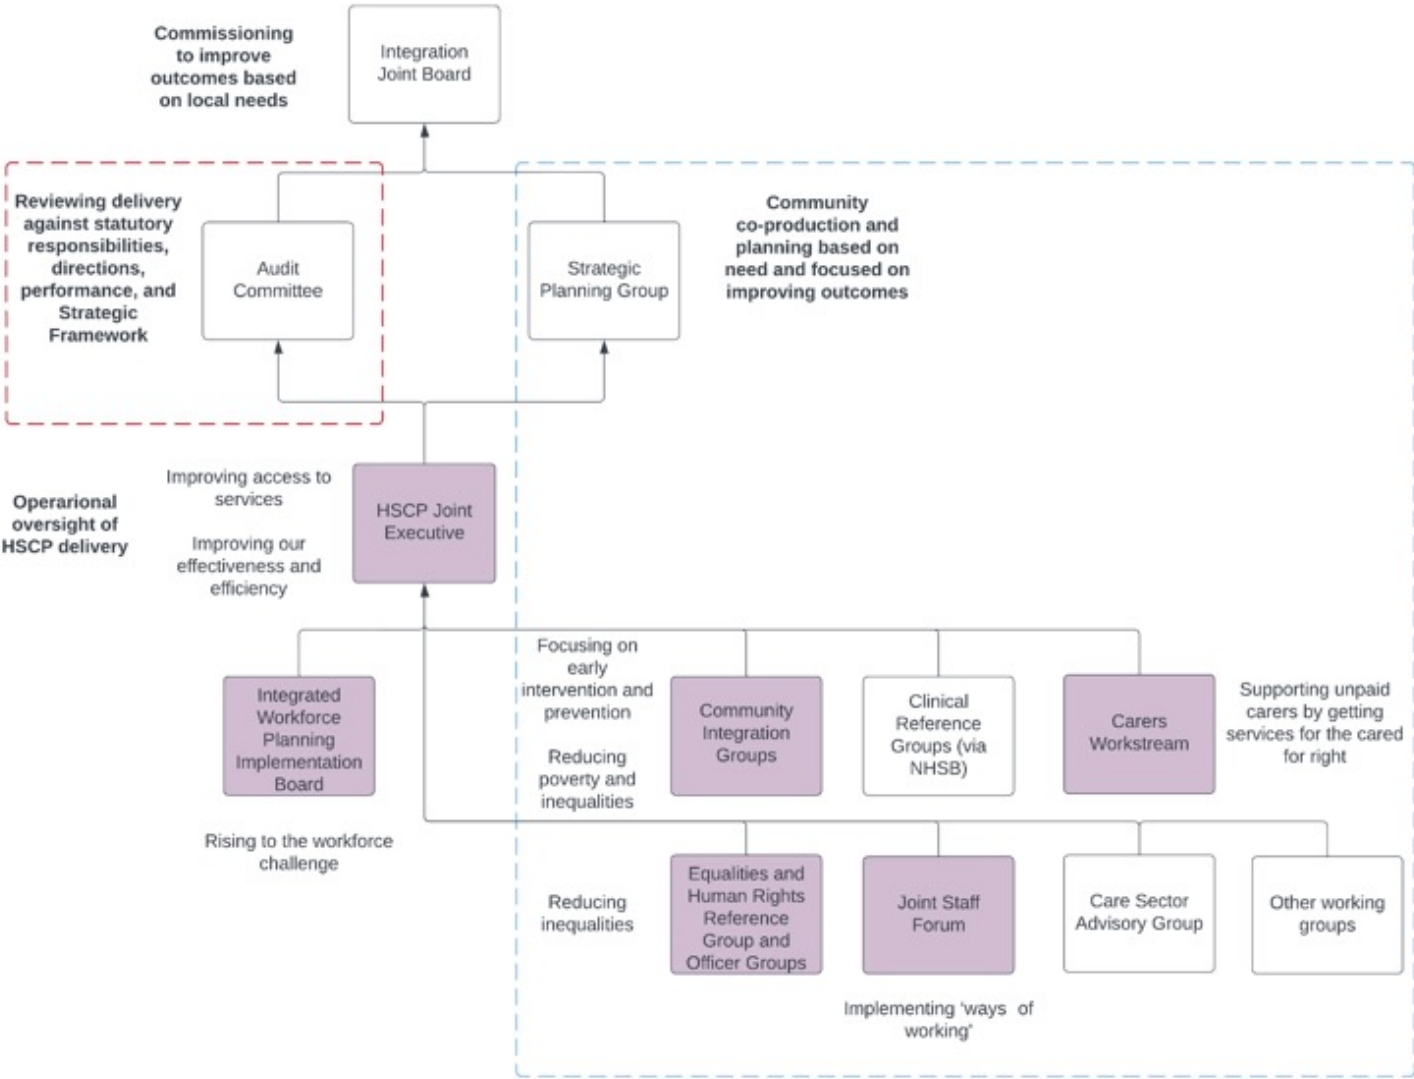 Commissioning
to improve
outcomes based
on local needs
Integration
Joint Board
Reviewing delivery
against statutory
responsibilities,
directions,
performance, and
Strategic
Framework
Audit
Committee
Strategic
Planning Group
Community
co-production and
planning based on
need and focused on
improving outcomes
Operarional
oversight of
HSCP delivery
Improving access to
services
Improving our
effectiveness and
efficiency
HSCP Joint
Executive
Integrated
Workforce
Planning
Implementation
Board
Rising to the workforce
challenge
Focusing on
early
intervention and
prevention
Reducing
poverty and
inequalities
Community
Integration
Groups
Clinical
Reference
Groups (via
NHSB)
Carers
Workstream
Supporting unpaid
carers by getting
services for the cared
for right
Reducing
inequalities
Equalities and
Human Rights
Reference
Group and
Officer Groups
Joint Staff
Forum
Care Sector
Advisory Group
Other working
groups
Implementing ‘ways of
working’